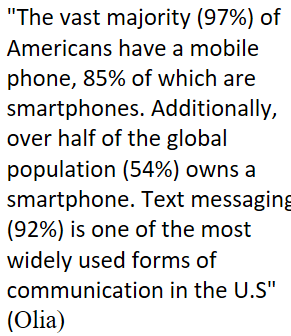 "The vast majority (97%) of
Americans have a mobile
phone, 85% of which are
smartphones. Additionally,
over half of the global
population (54%) owns a
smartphone. Text messaging
(92%) is one of the most
widely used forms of
communication in the U.S"
(Olia)